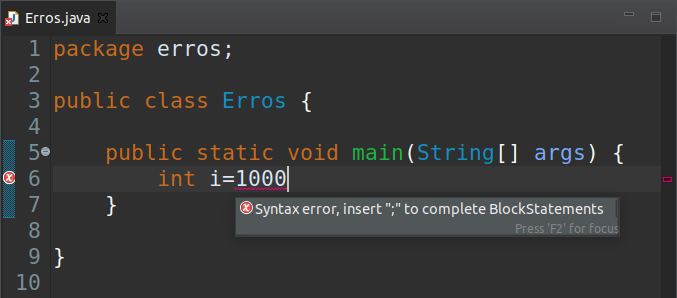 Erros.java
1 package erros;
2
3 public class Erros {
4
5 public static void main(String[] args) {
6 int i=1000
7 }
Syntax error, insert ";" to complete BlockStatements
Press 'F2' for focus
8
9 }
10